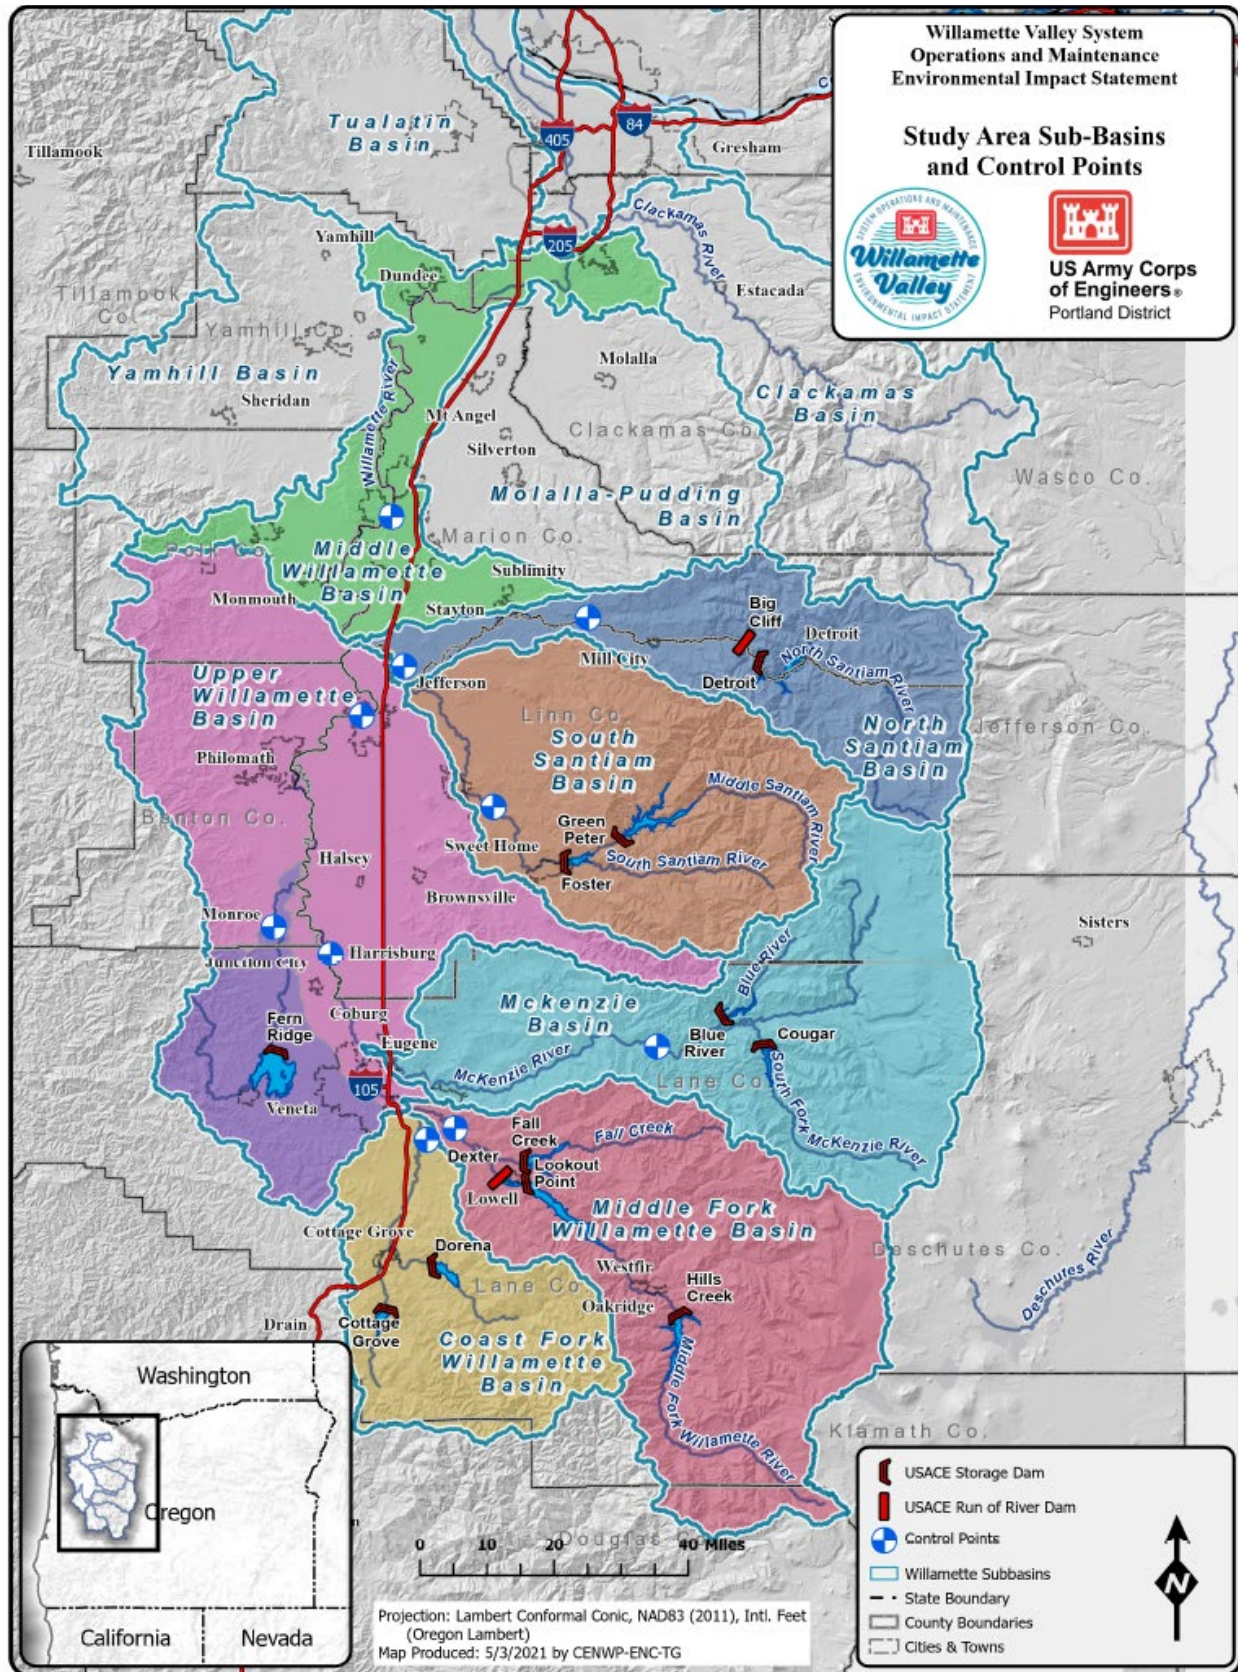 Willamette Valley System
Operations and Maintenance
Environmental Impact Statement
Study Area Sub-Basins
and Control Points
SYSTEM OPERATIONS AND MAINTENANCE
Willamette
Valley
ENVIRONMENTAL IMPACT STATEMENT
US Army Corps
of Engineers®
Portland District
Tualatin
Basin
Tillamook
405
84
Gresham
Clackamas River
Yamhill
205
Dundee
Estacada
Tillamook
Co.
Yamhill Co.
Molalla
Yamhill Basin
Willamette River
Sheridan
Clackamas
Basin
Mt Angel
Clackamas Co.
Silverton
Wasco Co.
Molalla-Pudding
Basin
Marion Co.
Polk Co.
Middle
Willamette
Basin
Sublimity
Monmouth
Stayton
Big
Cliff
Detroit
Mill City
North Santiam River
Detroit
Jefferson
Upper
Willamette
Basin
Linn Co.
South
Santiam
Basin
North
Santiam
Basin
Jefferson Co.
Philomath
Middle Santiam River
Benton Co.
Green
Peter
Sweet Home
South Santiam River
Foster
Halsey
Brownsville
Monroe
Sisters
Harrisburg
Junction City
Blue River
Mckenzie
Basin
Coburg
Fern
Ridge
Blue
River
Cougar
Eugene
McKenzie River
Lane Co.
105
Veneta
South Fork McKenzie River
Fall
Creek
Fall Creek
Dexter
Lookout
Point
Lowell
Middle Fork
Willamette Basin
Cottage Grove
Deschutes Co.
Dorena
Westfir
Lane Co.
Hills
Creek
Oakridge
Deschutes River
Drain
Cottage
Grove
Coast Fork
Willamette
Basin
Middle Fork Willamette River
Klamath Co.
Washington
Oregon
California
Nevada
Douglas Co.
0 10 20 40 Miles
Projection: Lambert Conformal Conic, NAD83 (2011), Intl. Feet
(Oregon Lambert)
Map Produced: 5/3/2021 by CENWP-ENC-TG
USACE Storage Dam
USACE Run of River Dam
Control Points
Willamette Subbasins
State Boundary
County Boundaries
Cities & Towns
N